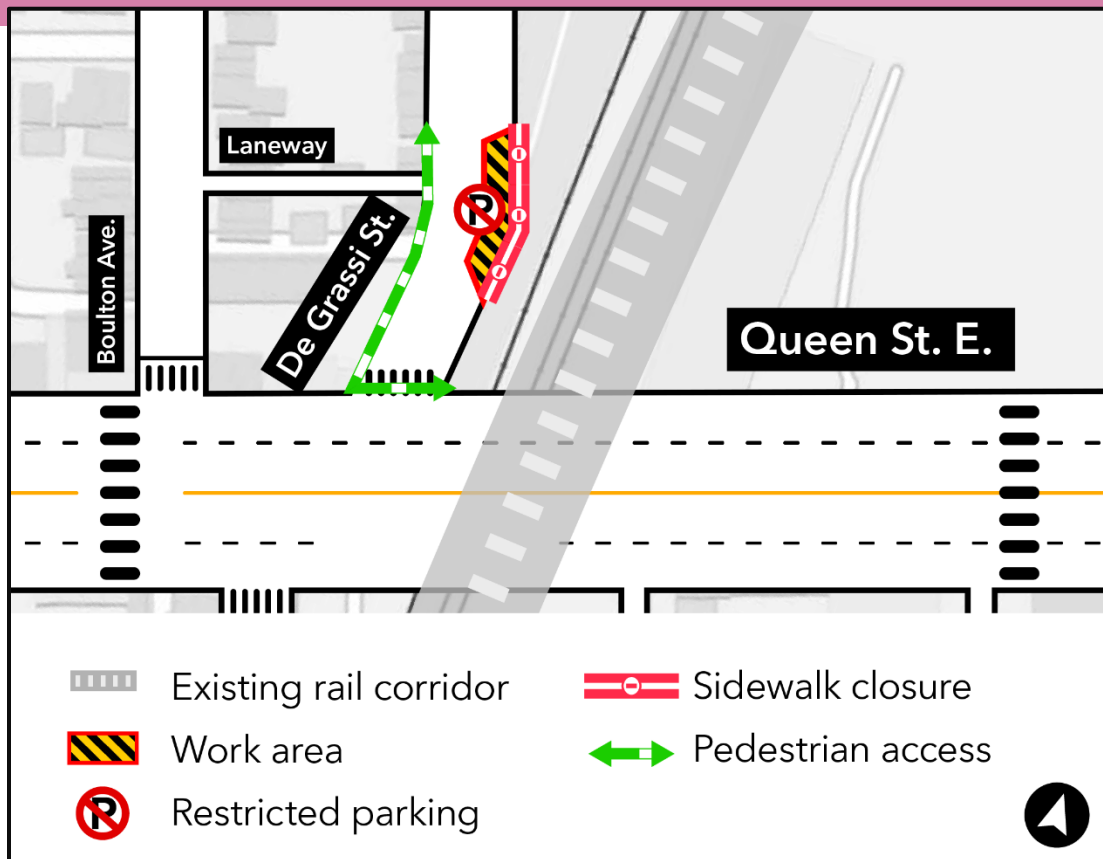 Laneway
P
Boulton Ave.
De Grassi St.
Queen St. E.
Existing rail corridor
Sidewalk closure
Work area
Pedestrian access
P
Restricted parking